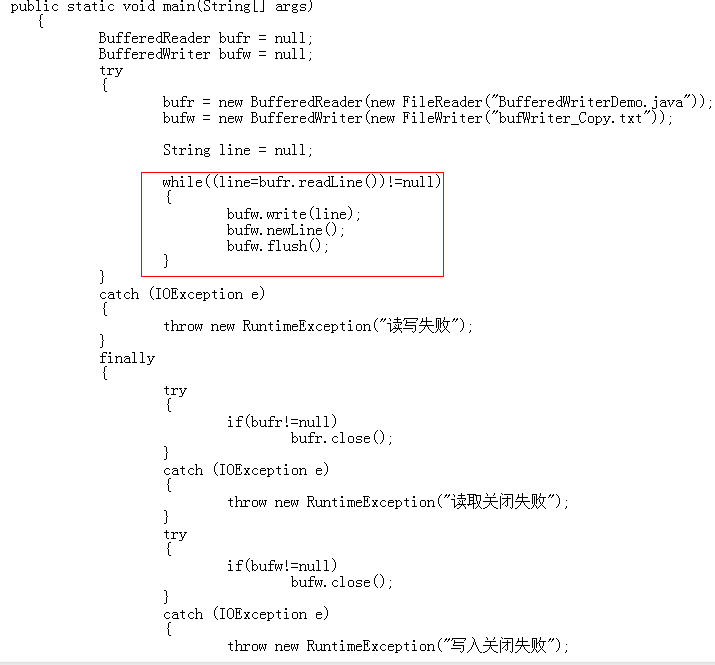 public static void main(String[] args)
{
BufferedReader bufr = null;
BufferedWriter bufw = null;
try
{
bufr = new BufferedReader(new FileReader("BufferedWriterDemo.java"));
bufw = new BufferedWriter(new FileWriter("bufWriter_Copy.txt"));
String line = null;
while((line=bufr.readLine())!=null)
{
bufw.write(line);
bufw.newLine();
bufw.flush();
}
}
catch (IOException e)
{
throw new RuntimeException("读写失败");
}
finally
{
try
{
if(bufr!=null)
bufr.close();
}
catch (IOException e)
{
throw new RuntimeException("读取关闭失败");
}
try
{
if(bufw!=null)
bufw.close();
}
catch (IOException e)
{
throw new RuntimeException("写入关闭失败");